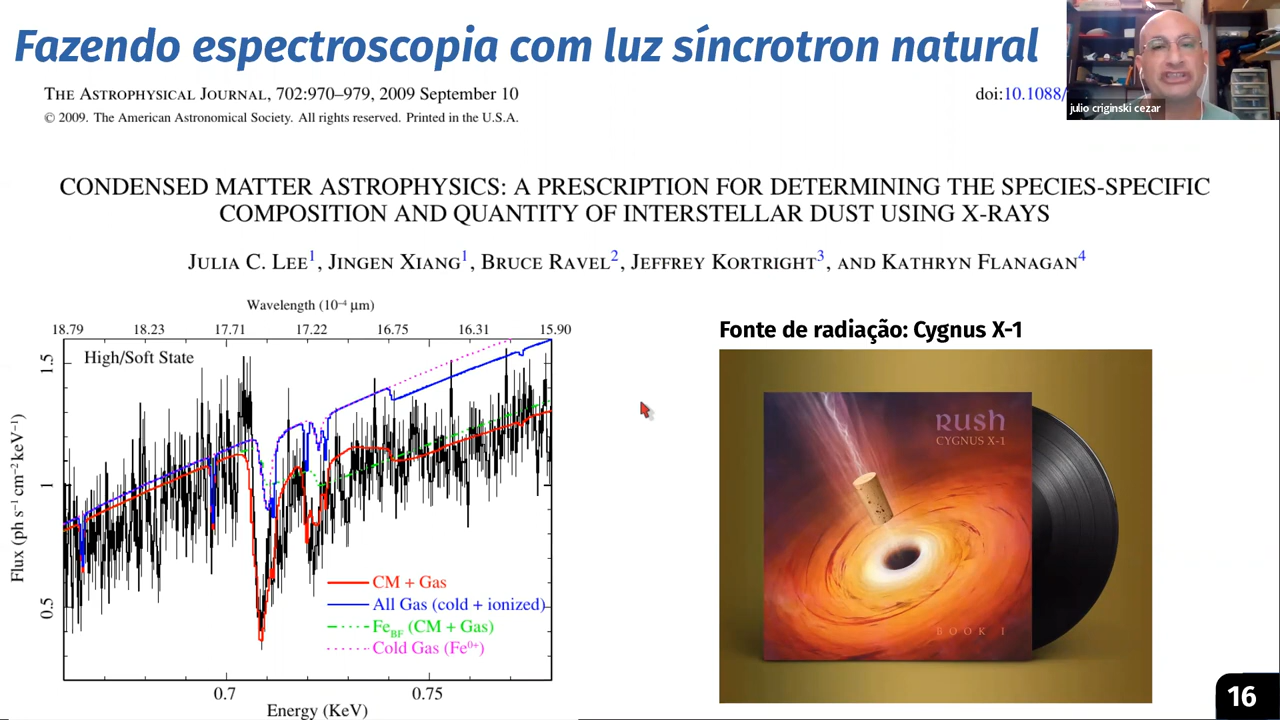 Fazendo espectroscopia com luz síncrotron natural
julio criginski cezar
THE ASTROPHYSICAL JOURNAL, 702:970–979, 2009 September 10
doi:10.1088/
© 2009. The American Astronomical Society. All rights reserved. Printed in the U.S.A.
CONDENSED MATTER ASTROPHYSICS: A PRESCRIPTION FOR DETERMINING THE SPECIES-SPECIFIC
COMPOSITION AND QUANTITY OF INTERSTELLAR DUST USING X-RAYS
JULIA C. LEE¹, JINGEN XIANG¹, BRUCE RAVEL², JEFFREY KORTRIGHT³, AND KATHRYN FLANAGAN⁴
Wavelength (10⁻⁴ μm)
18.79 18.23 17.71 17.22 16.75 16.31 15.90
High/Soft State
Flux (ph s⁻¹ cm⁻² keV⁻¹)
1.5
1
0.5
CM + Gas
All Gas (cold + ionized)
Fe_BF (CM + Gas)
Cold Gas (Fe⁰⁺)
0.7 0.75
Energy (KeV)
Fonte de radiação: Cygnus X-1
RUSH
CYGNUS X-1
BOOK I
16